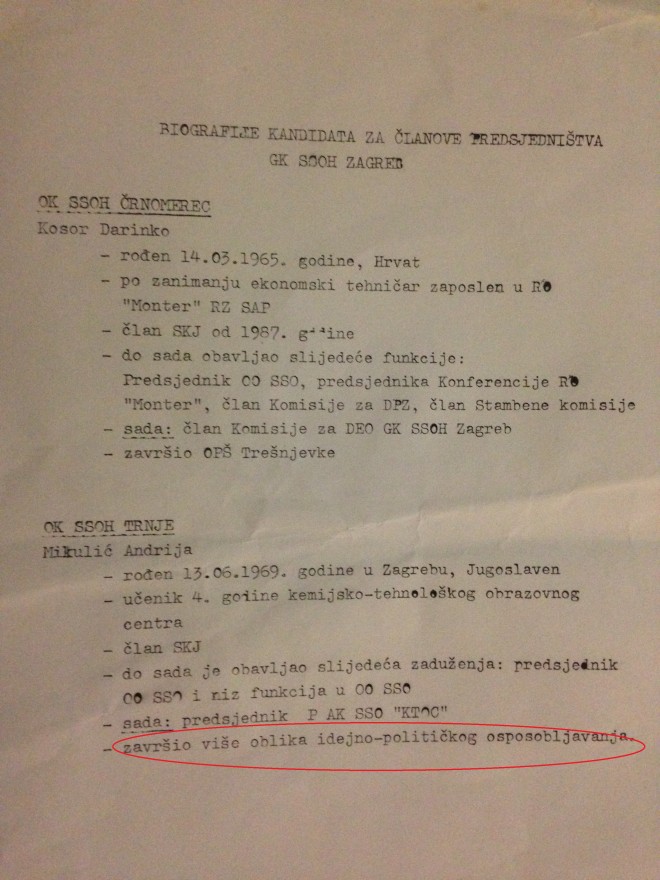 BIOGRAFIJE KANDIDATA ZA ČLANOVE PREDSJEDNIŠTVA
GK SSOH ZAGREB
OK SSOH ČRNOMEREC
Kosor Darinko
- rođen 14.03.1965. godine, Hrvat
- po zanimanju ekonomski tehničar zaposlen u RO
"Monter" RZ SAP
- član SKJ od 1987. godine
- do sada obavljao slijedeće funkcije:
Predsjednik OO SSO, predsjednika Konferencije RO
"Monter", član Komisije za DPZ, član Stambene komisije
- sada: član Komisije za DEO GK SSOH Zagreb
- završio OPŠ Trešnjevke
OK SSOH TRNJE
Mikulić Andrija
- rođen 13.06.1969. godine u Zagrebu, Jugoslaven
- učenik 4. godine kemijsko-tehnološkog obrazovnog
centra
- član SKJ
- do sada je obavljao slijedeća zaduženja: predsjednik
OO SSO i niz funkcija u OO SSO
- sada: predsjednik P AK SSO "KTOC"
- završio više oblika idejno-političkog osposobljavanja.